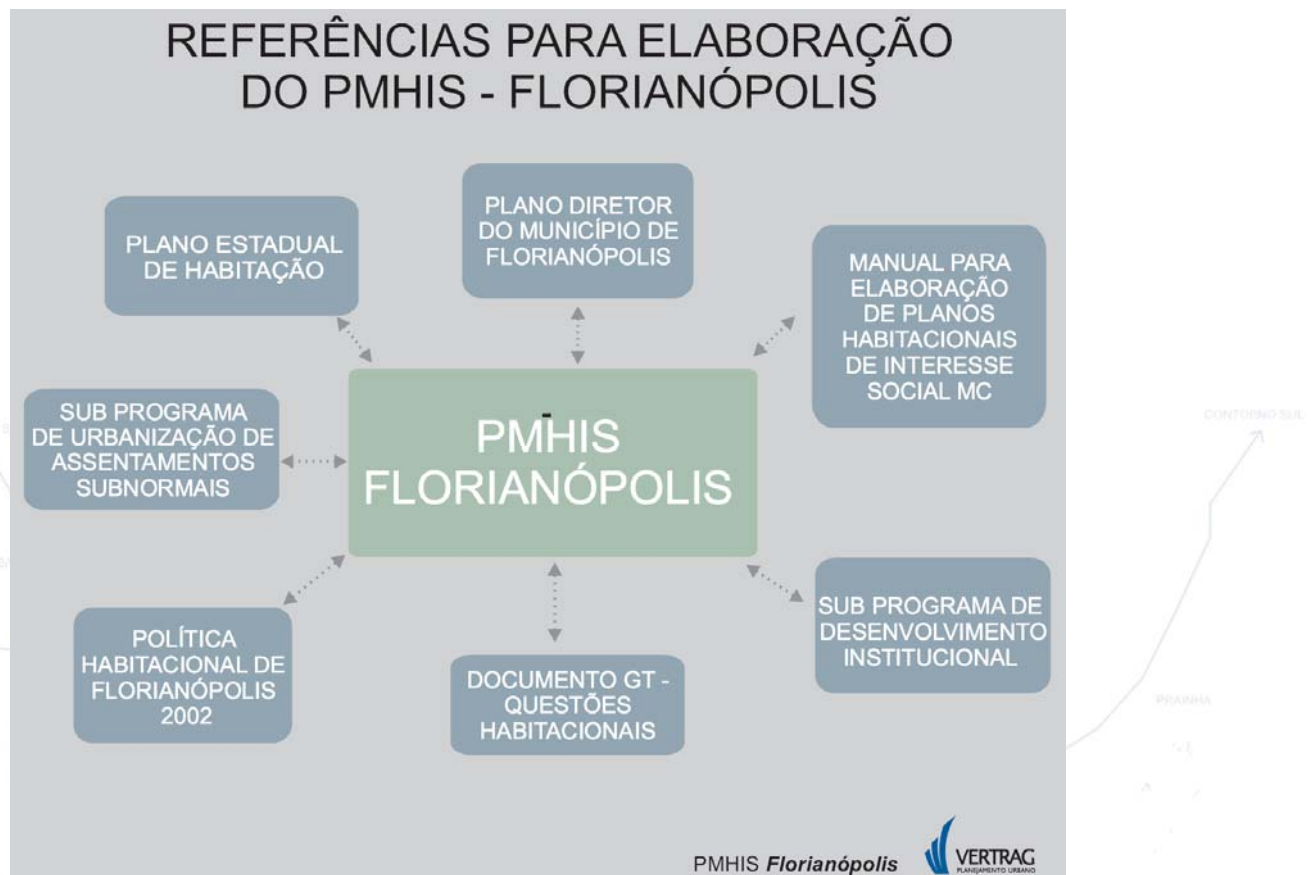 REFERÊNCIAS PARA ELABORAÇÃO
DO PMHIS - FLORIANÓPOLIS
PLANO ESTADUAL
DE HABITAÇÃO
PLANO DIRETOR
DO MUNICÍPIO DE
FLORIANÓPOLIS
MANUAL PARA
ELABORAÇÃO
DE PLANOS
HABITACIONAIS
DE INTERESSE
SOCIAL MC
SUB PROGRAMA
DE URBANIZAÇÃO DE
ASSENTAMENTOS
SUBNORMAIS
PMHIS
FLORIANÓPOLIS
CONTORNO SUL
POLÍTICA
HABITACIONAL DE
FLORIANÓPOLIS
2002
DOCUMENTO GT -
QUESTÕES
HABITACIONAIS
SUB PROGRAMA DE
DESENVOLVIMENTO
INSTITUCIONAL
PRAINHA
PMHIS Florianópolis
VERTRAG
PLANEJAMENTO URBANO